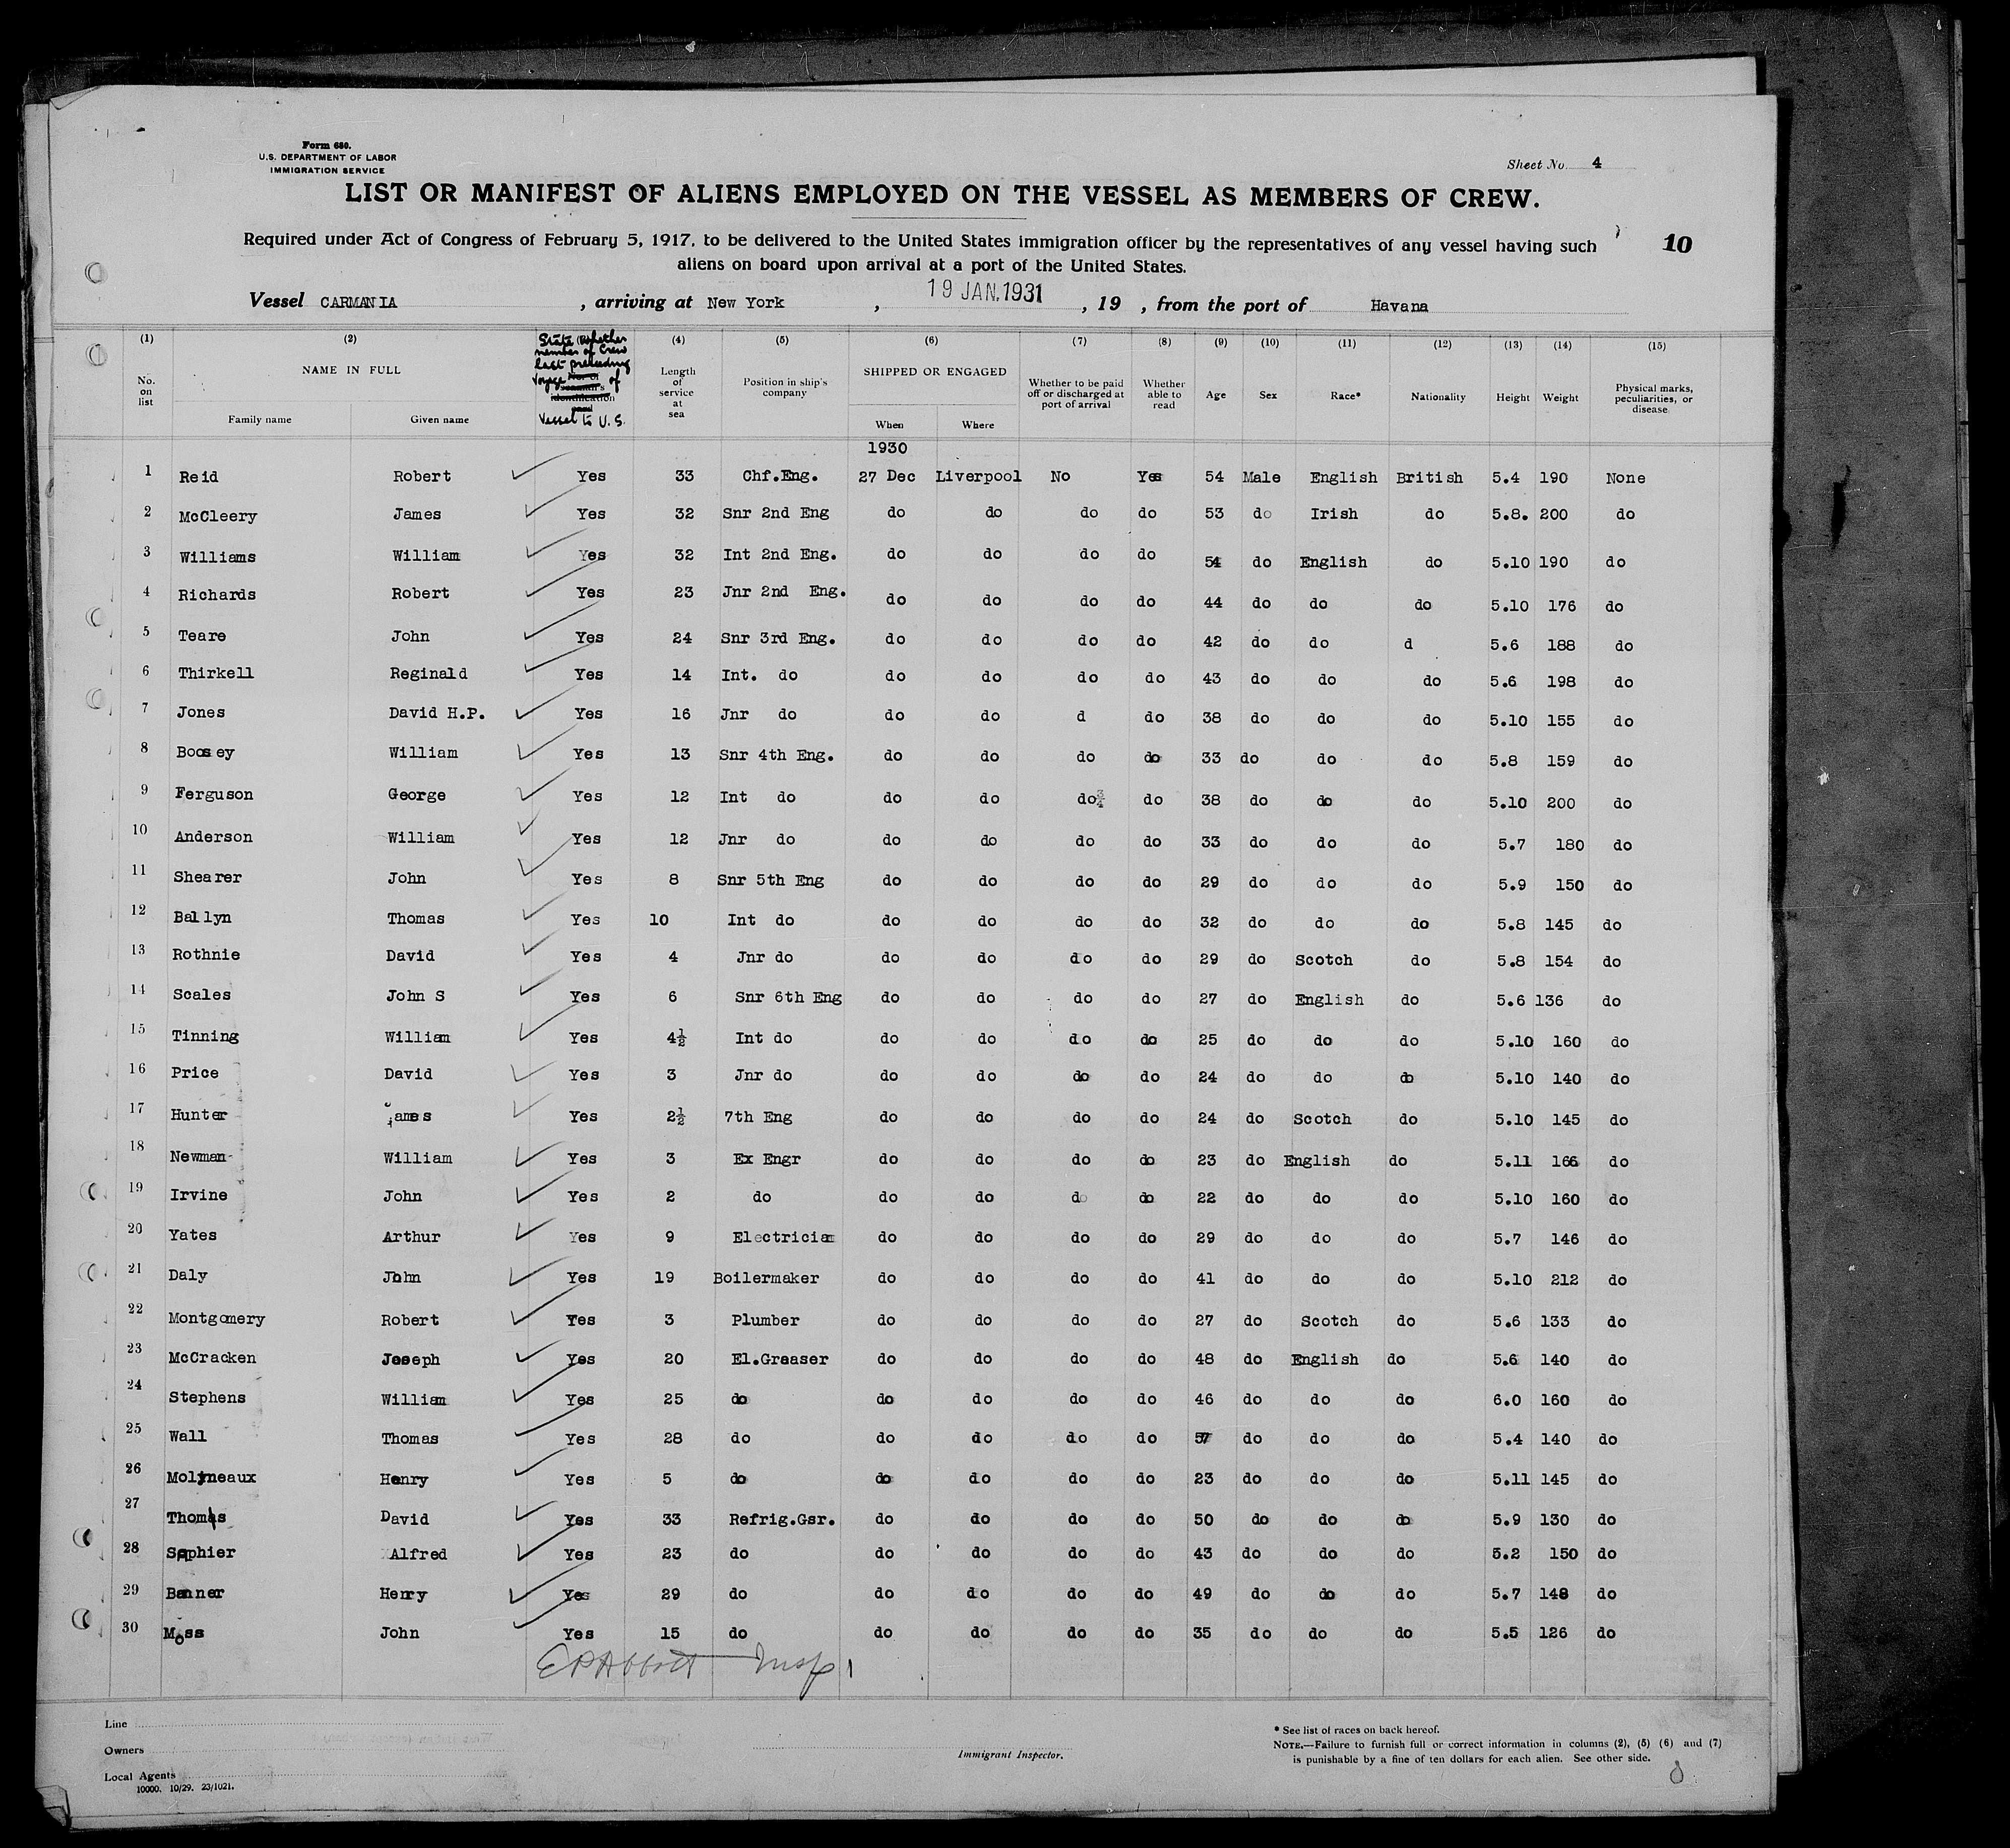 Form 680.
U.S. DEPARTMENT OF LABOR
IMMIGRATION SERVICE
Sheet No. 4
LIST OR MANIFEST OF ALIENS EMPLOYED ON THE VESSEL AS MEMBERS OF CREW.
Required under Act of Congress of February 5, 1917, to be delivered to the United States immigration officer by the representatives of any vessel having such
10
aliens on board upon arrival at a port of the United States.
Vessel CARMANIA , arriving at New York , 19 JAN. 1931 , 19 , from the port of Havana
(1) (2) (4) (5) (6) (7) (8) (9) (10) (11) (12) (13) (14) (15)
No. on list NAME IN FULL Family name Given name State whether member of Crew last preceding voyage of Vessel to U.S. Length of service at sea Position in ship's company SHIPPED OR ENGAGED When Where Whether to be paid off or discharged at port of arrival Whether able to read Age Sex Race* Nationality Height Weight Physical marks, peculiarities, or disease
1930
1 Reid Robert Yes 33 Chf.Eng. 27 Dec Liverpool No Yes 54 Male English British 5.4 190 None
2 McCleery James Yes 32 Snr 2nd Eng do do do do 53 do Irish do 5.8. 200 do
3 Williams William Yes 32 Int 2nd Eng. do do do do 54 do English do 5.10 190 do
4 Richards Robert Yes 23 Jnr 2nd Eng. do do do do 44 do do do 5.10 176 do
5 Teare John Yes 24 Snr 3rd Eng. do do do do 42 do do d 5.6 188 do
6 Thirkell Reginald Yes 14 Int. do do do do do 43 do do do 5.6 198 do
7 Jones David H.P. Yes 16 Jnr do do do d do 38 do do do 5.10 155 do
8 Boosey William Yes 13 Snr 4th Eng. do do do do 33 do do do 5.8 159 do
9 Ferguson George Yes 12 Int do do do do¾ do 38 do do do 5.10 200 do
10 Anderson William Yes 12 Jnr do do do do do 33 do do do 5.7 180 do
11 Shearer John Yes 8 Snr 5th Eng do do do do 29 do do do 5.9 150 do
12 Ballyn Thomas Yes 10 Int do do do do do 32 do do do 5.8 145 do
13 Rothnie David Yes 4 Jnr do do do do do 29 do Scotch do 5.8 154 do
14 Scales John S Yes 6 Snr 6th Eng do do do do 27 do English do 5.6 136 do
15 Tinning William Yes 4½ Int do do do do do 25 do do do 5.10 160 do
16 Price David Yes 3 Jnr do do do do do 24 do do do 5.10 140 do
17 Hunter James Yes 2½ 7th Eng do do do do 24 do Scotch do 5.10 145 do
18 Newman William Yes 3 Ex Engr do do do do 23 do English do 5.11 166 do
19 Irvine John Yes 2 do do do do do 22 do do do 5.10 160 do
20 Yates Arthur Yes 9 Electrician do do do do 29 do do do 5.7 146 do
21 Daly John Yes 19 Boilermaker do do do do 41 do do do 5.10 212 do
22 Montgomery Robert Yes 3 Plumber do do do do 27 do Scotch do 5.6 133 do
23 McCracken Joseph Yes 20 El.Greaser do do do do 48 do English do 5.6 140 do
24 Stephens William Yes 25 do do do do do 46 do do do 6.0 160 do
25 Wall Thomas Yes 28 do do do do do 57 do do do 5.4 140 do
26 Molyneaux Henry Yes 5 do do do do do 23 do do do 5.11 145 do
27 Thomas David Yes 33 Refrig.Gsr. do do do do 50 do do do 5.9 130 do
28 Sephier Alfred Yes 23 do do do do do 43 do do do 5.2 150 do
29 Banner Henry Yes 29 do do do do do 49 do do do 5.7 148 do
30 Moss John Yes 15 do do do do do 35 do do do 5.5 126 do
EP Abbott Insp
Line
Owners
Local Agents
10000. 10/29. 23/1021.
Immigrant Inspector.
* See list of races on back hereof.
NOTE.—Failure to furnish full or correct information in columns (2), (5) (6) and (7)
is punishable by a fine of ten dollars for each alien. See other side.